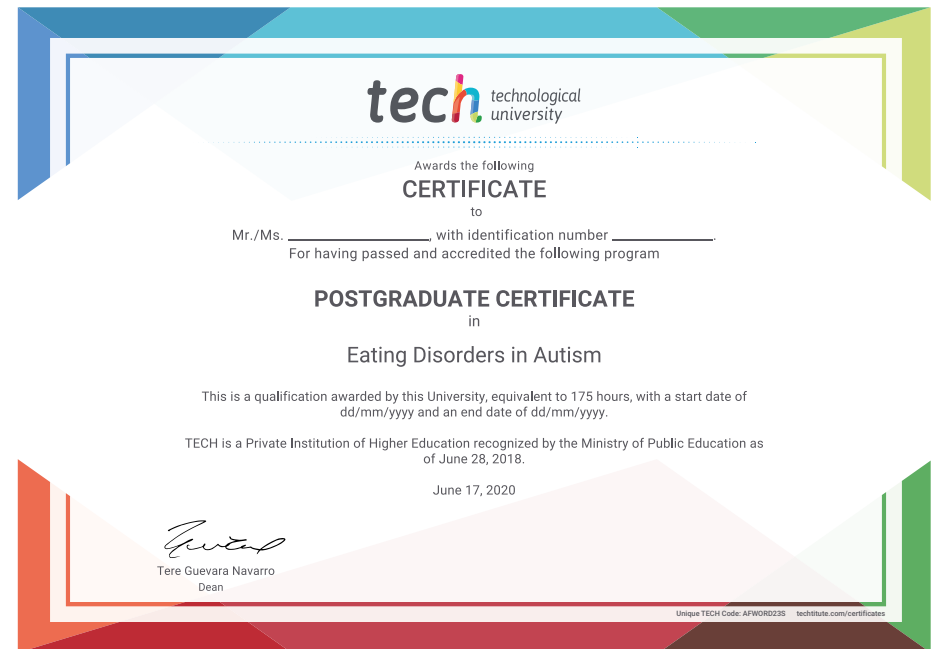 tech technological
university
Awards the following
CERTIFICATE
to
Mr./Ms. ____________________, with identification number ______________.
For having passed and accredited the following program
POSTGRADUATE CERTIFICATE
in
Eating Disorders in Autism
This is a qualification awarded by this University, equivalent to 175 hours, with a start date of
dd/mm/yyyy and an end date of dd/mm/yyyy.
TECH is a Private Institution of Higher Education recognized by the Ministry of Public Education as
of June 28, 2018.
June 17, 2020
Tere Guevara Navarro
Dean
Unique TECH Code: AFWORD23S techtitute.com/certificates